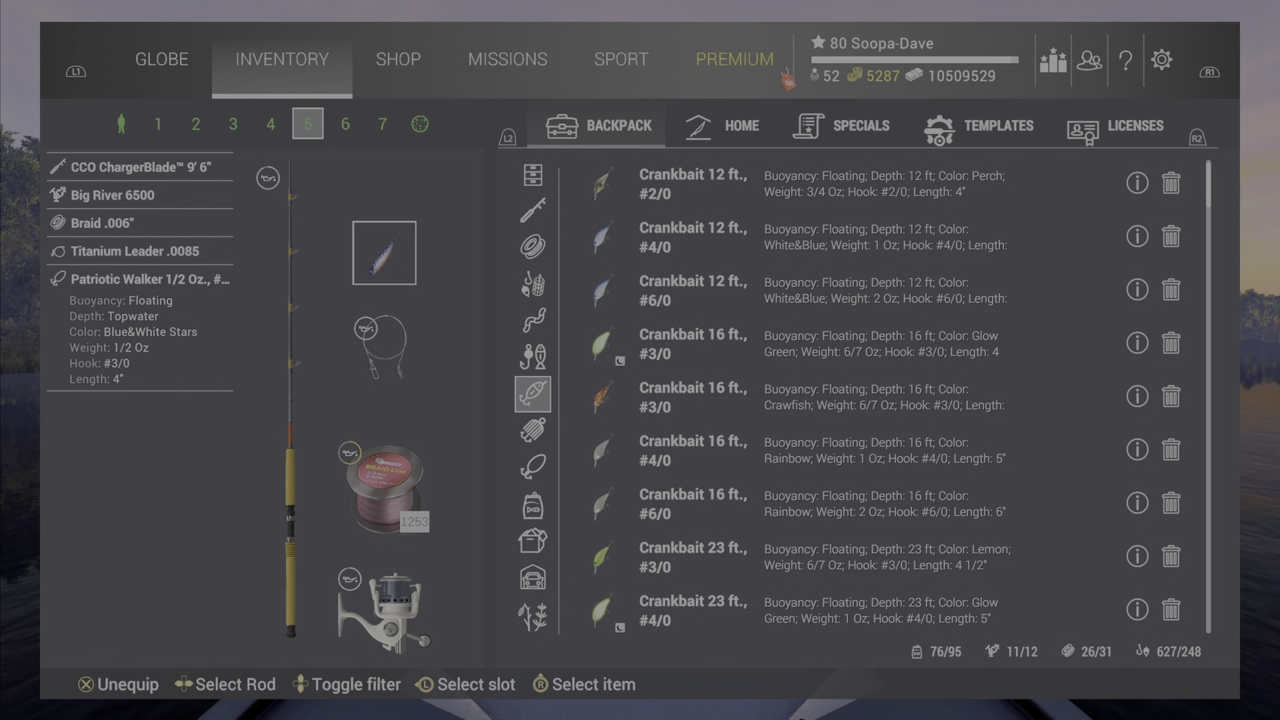 L1
GLOBE
INVENTORY
SHOP
MISSIONS
SPORT
PREMIUM
80 Soopa-Dave
52 5287 10509529
?
R1
1 2 3 4 5 6 7
L2
BACKPACK
HOME
SPECIALS
TEMPLATES
LICENSES
R2
CCO ChargerBlade™ 9' 6"
Big River 6500
Braid .006"
Titanium Leader .0085
Patriotic Walker 1/2 Oz., #...
Buoyancy: Floating
Depth: Topwater
Color: Blue&White Stars
Weight: 1/2 Oz
Hook: #3/0
Length: 4"
BRAID Line
1253
Crankbait 12 ft.,
#2/0
Buoyancy: Floating; Depth: 12 ft; Color: Perch;
Weight: 3/4 Oz; Hook: #2/0; Length: 4"
Crankbait 12 ft.,
#4/0
Buoyancy: Floating; Depth: 12 ft; Color:
White&Blue; Weight: 1 Oz; Hook: #4/0; Length:
Crankbait 12 ft.,
#6/0
Buoyancy: Floating; Depth: 12 ft; Color:
White&Blue; Weight: 2 Oz; Hook: #6/0; Length:
Crankbait 16 ft.,
#3/0
Buoyancy: Floating; Depth: 16 ft; Color: Glow
Green; Weight: 6/7 Oz; Hook: #3/0; Length: 4
Crankbait 16 ft.,
#3/0
Buoyancy: Floating; Depth: 16 ft; Color:
Crawfish; Weight: 6/7 Oz; Hook: #3/0; Length:
Crankbait 16 ft.,
#4/0
Buoyancy: Floating; Depth: 16 ft; Color:
Rainbow; Weight: 1 Oz; Hook: #4/0; Length: 5"
Crankbait 16 ft.,
#6/0
Buoyancy: Floating; Depth: 16 ft; Color:
Rainbow; Weight: 2 Oz; Hook: #6/0; Length: 6"
Crankbait 23 ft.,
#3/0
Buoyancy: Floating; Depth: 23 ft; Color: Lemon;
Weight: 6/7 Oz; Hook: #3/0; Length: 4 1/2"
Crankbait 23 ft.,
#4/0
Buoyancy: Floating; Depth: 23 ft; Color: Glow
Green; Weight: 1 Oz; Hook: #4/0; Length: 5"
76/95 11/12 26/31 627/248
Unequip
Select Rod
Toggle filter
L Select slot
R Select item